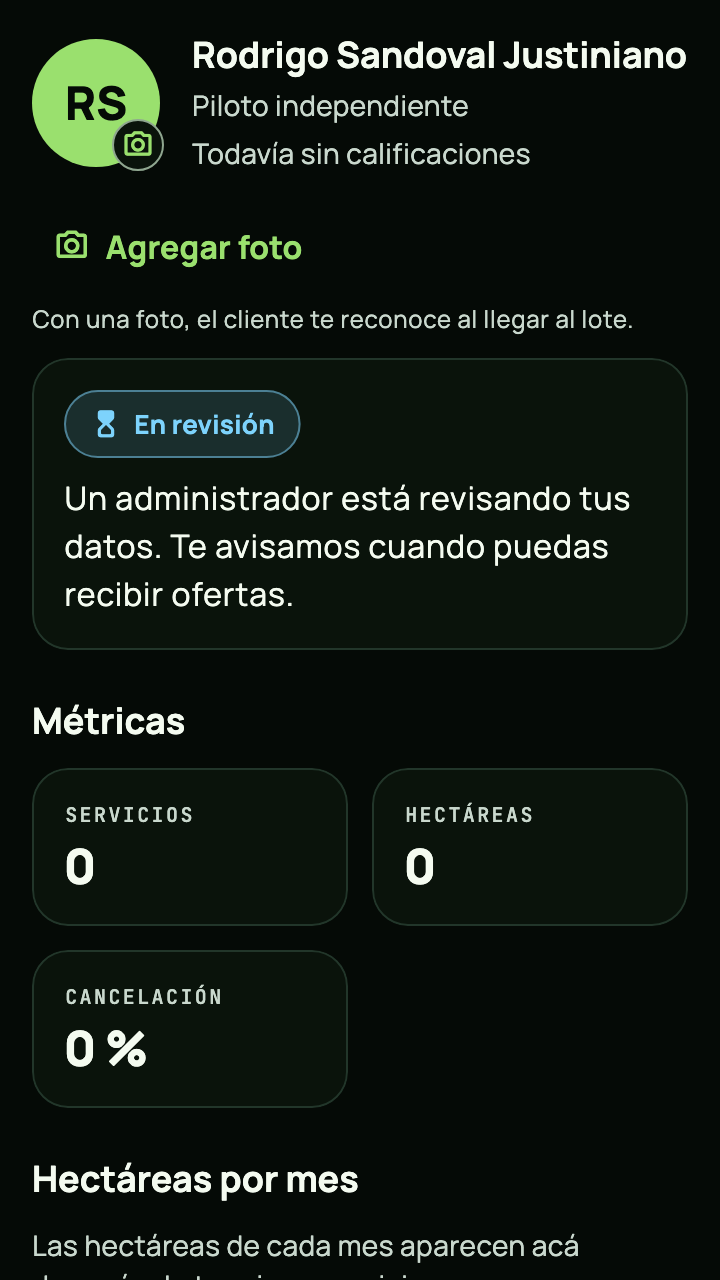 RS
Rodrigo Sandoval Justiniano
Piloto independiente
Todavía sin calificaciones
Agregar foto
Con una foto, el cliente te reconoce al llegar al lote.
En revisión
Un administrador está revisando tus
datos. Te avisamos cuando puedas
recibir ofertas.
Métricas
SERVICIOS
0
HECTÁREAS
0
CANCELACIÓN
0 %
Hectáreas por mes
Las hectáreas de cada mes aparecen acá